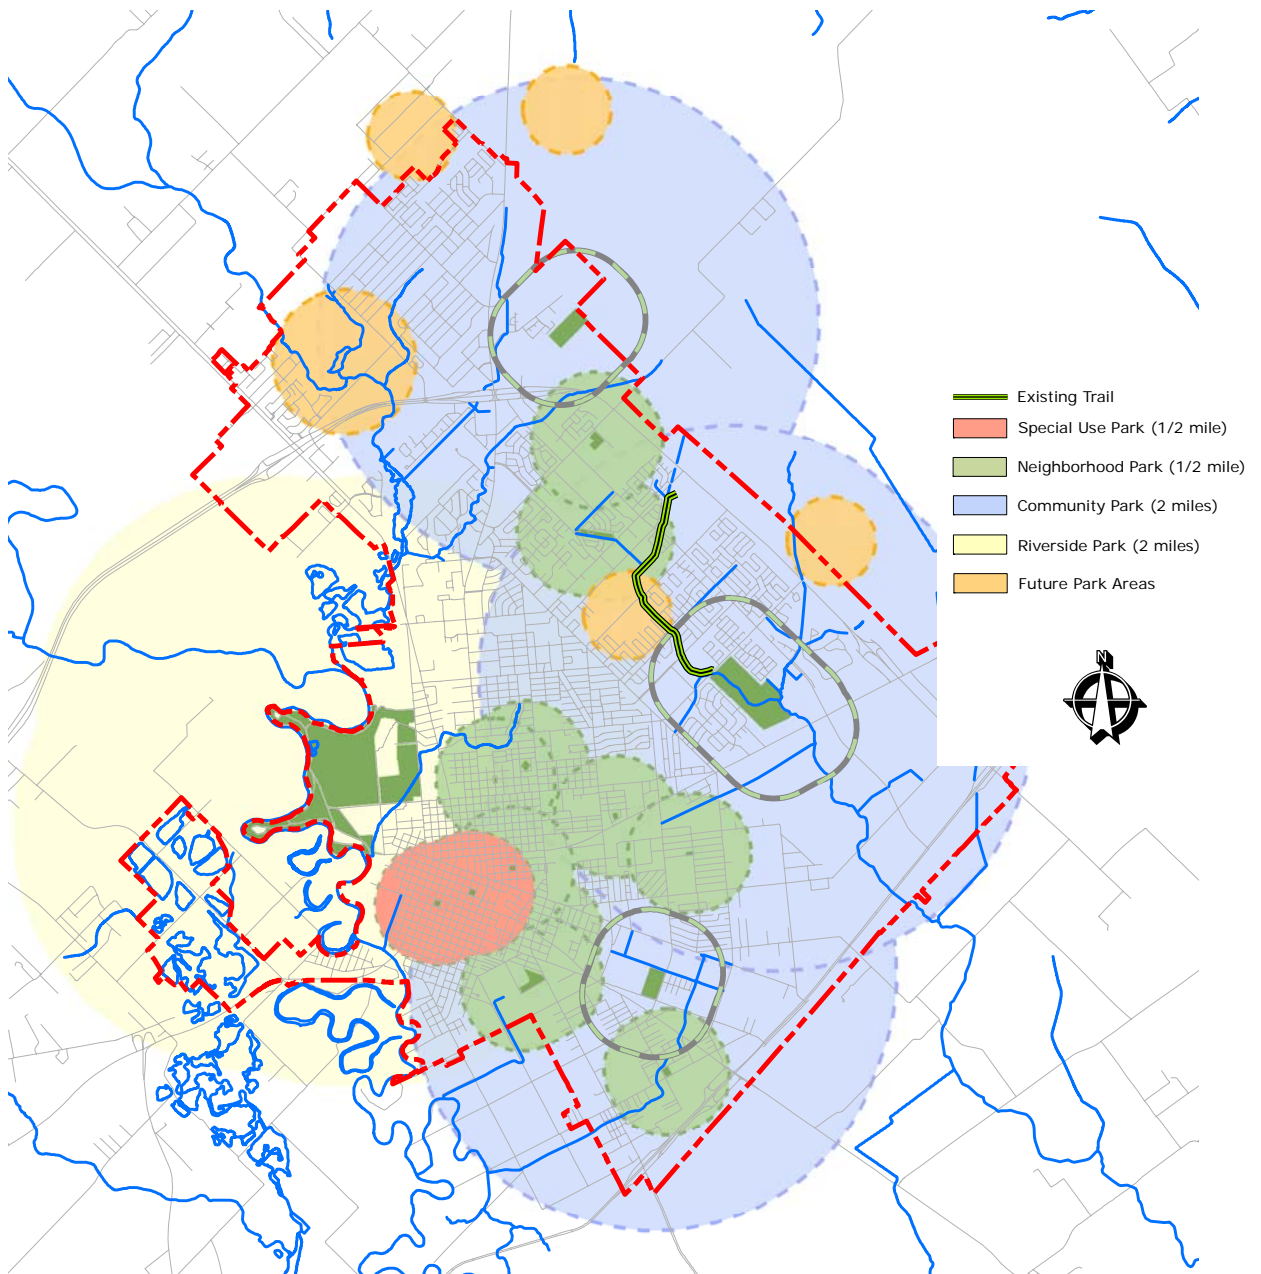 Existing Trail
Special Use Park (1/2 mile)
Neighborhood Park (1/2 mile)
Community Park (2 miles)
Riverside Park (2 miles)
Future Park Areas
N